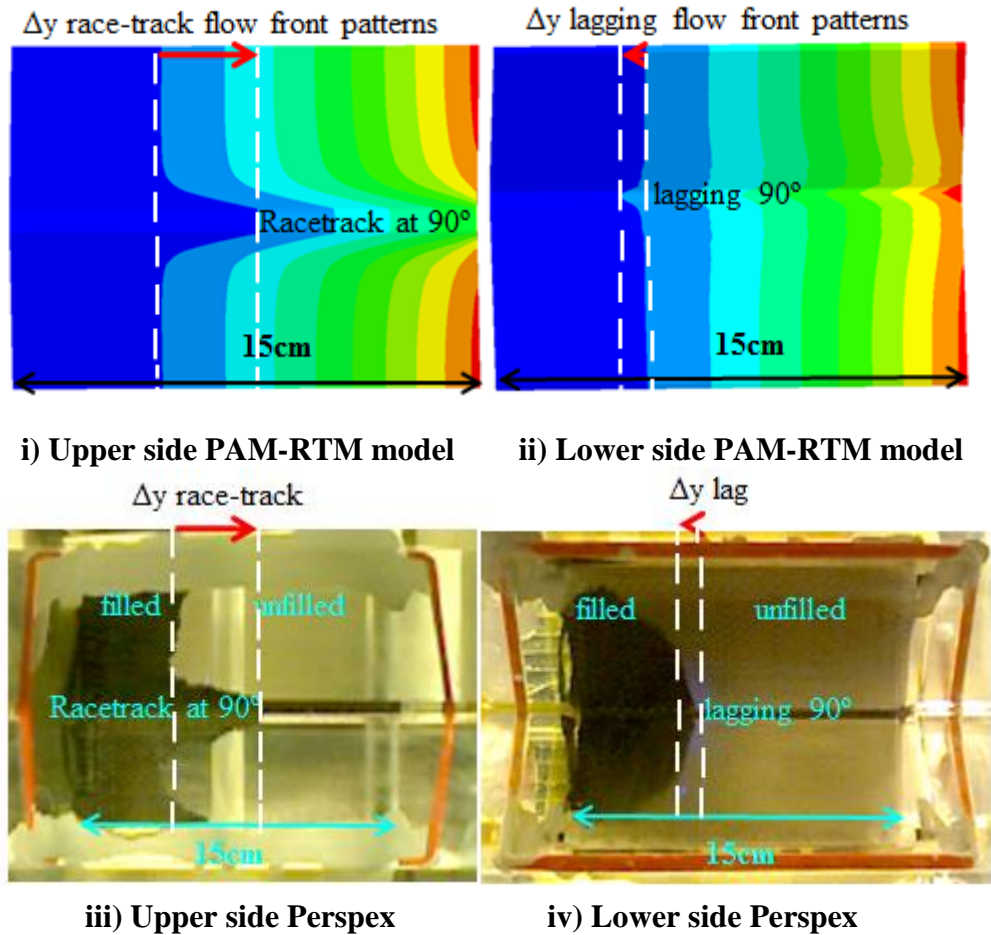 Δy race-track flow front patterns
Δy lagging flow front patterns
Racetrack at 90°
lagging 90°
15cm
15cm
i) Upper side PAM-RTM model
ii) Lower side PAM-RTM model
Δy race-track
Δy lag
filled
unfilled
filled
unfilled
Racetrack at 90°
lagging 90°
15cm
15cm
iii) Upper side Perspex
iv) Lower side Perspex